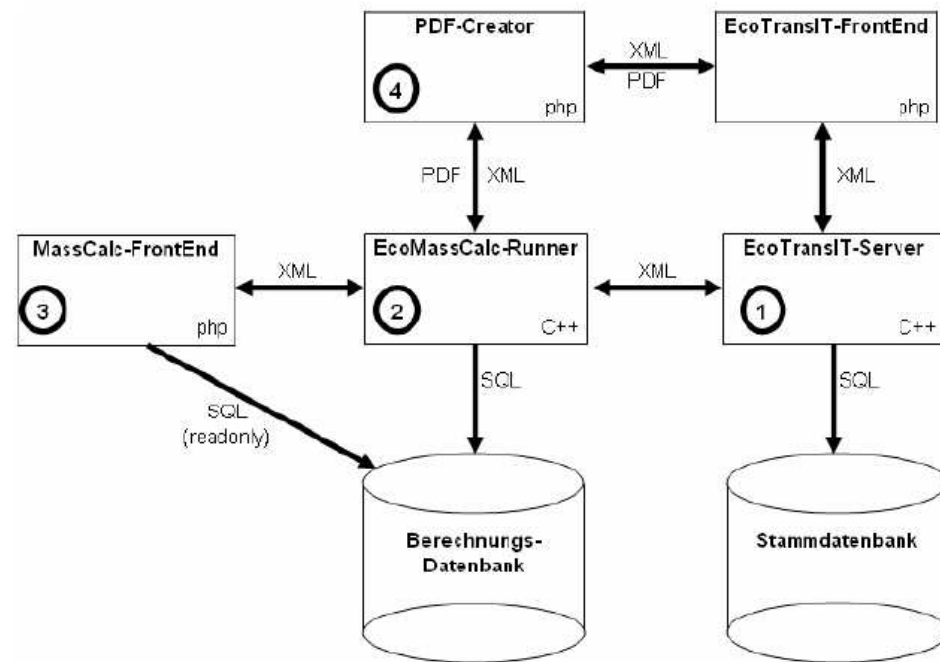 PDF-Creator
4
php
XML
PDF
EcoTransIT-FrontEnd
php
PDF
XML
XML
MassCalc-FrontEnd
3
php
XML
EcoMassCalc-Runner
2
C++
XML
EcoTransIT-Server
1
C++
SQL
(readonly)
SQL
SQL
Berechnungs-
Datenbank
Stammdatenbank